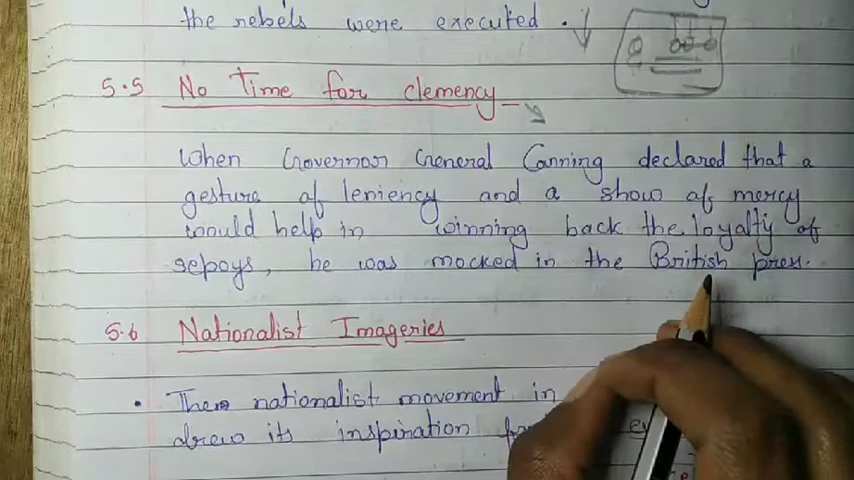 the rebels were executed.
5.5 No Time for clemency
When Governor General Canning declared that a
gesture of leniency and a show of mercy
would help in winning back the loyalty of
sepoys, he was mocked in the British press.
5.6 Nationalist Imageries
• The nationalist movement in
drew its inspiration